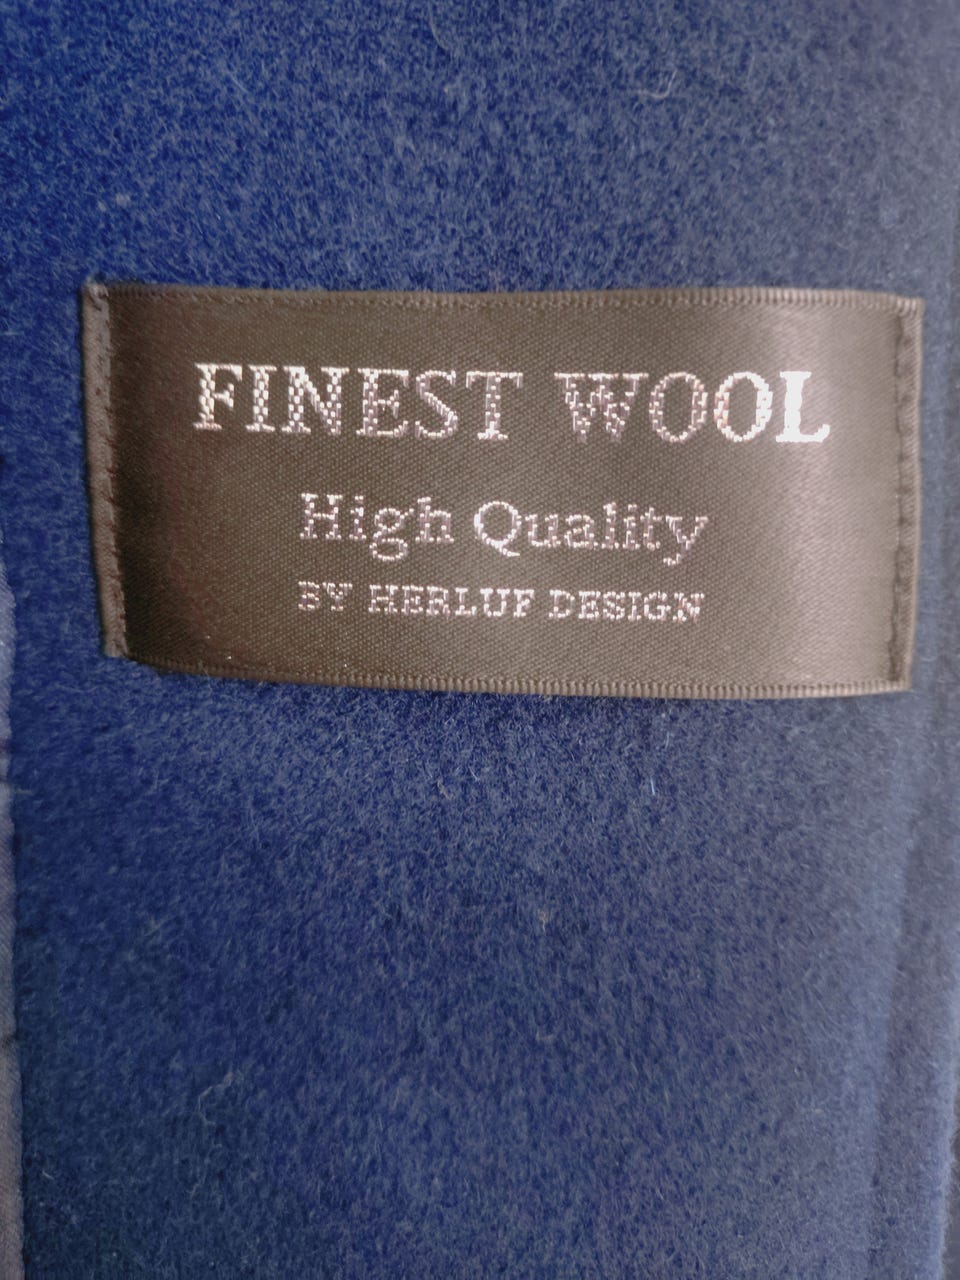 FINEST WOOL
High Quality
BY HERLUF DESIGN